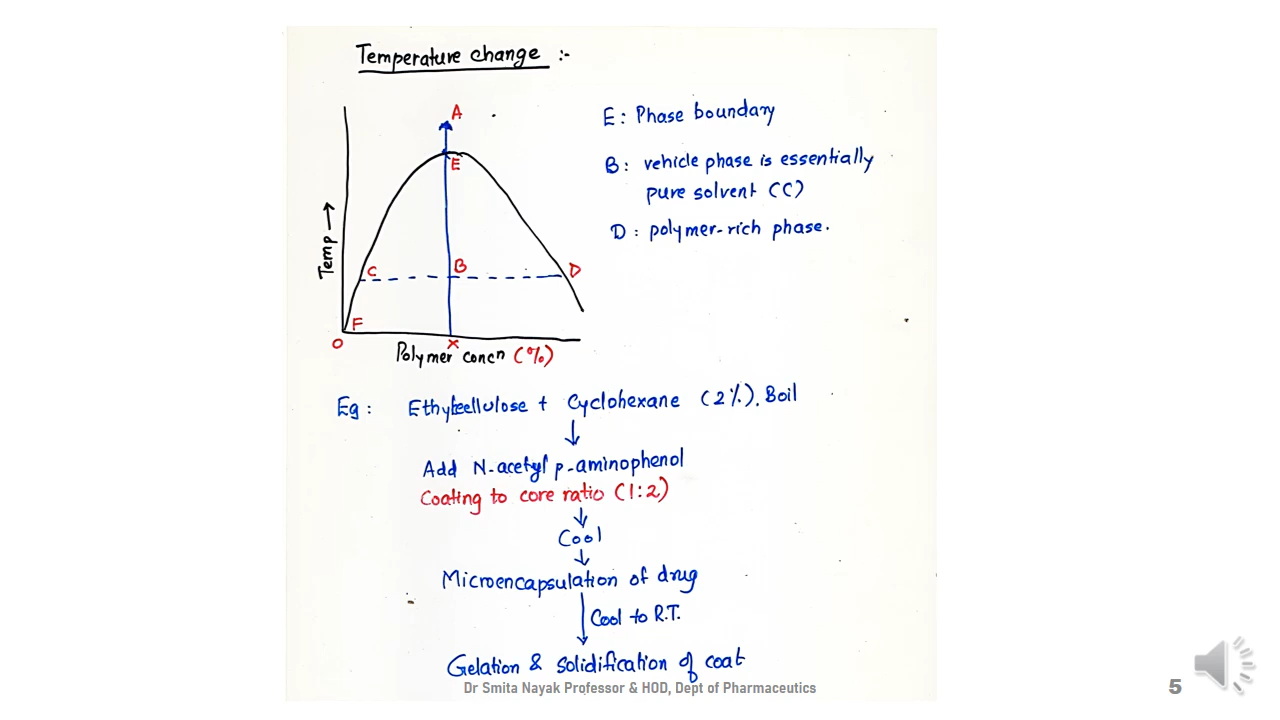 Temperature change :-
A
E
Temp →
C
B
D
F
O
X
Polymer concn (%)
E : Phase boundary
B : vehicle phase is essentially
pure solvent (C)
D : polymer-rich phase.
Eg : Ethylcellulose + Cyclohexane (2%). Boil
↓
Add N-acetyl p-aminophenol
Coating to core ratio (1:2)
↓
Cool
↓
Microencapsulation of drug
↓ Cool to R.T.
Gelation & solidification of coat
Dr Smita Nayak Professor & HOD, Dept of Pharmaceutics
5